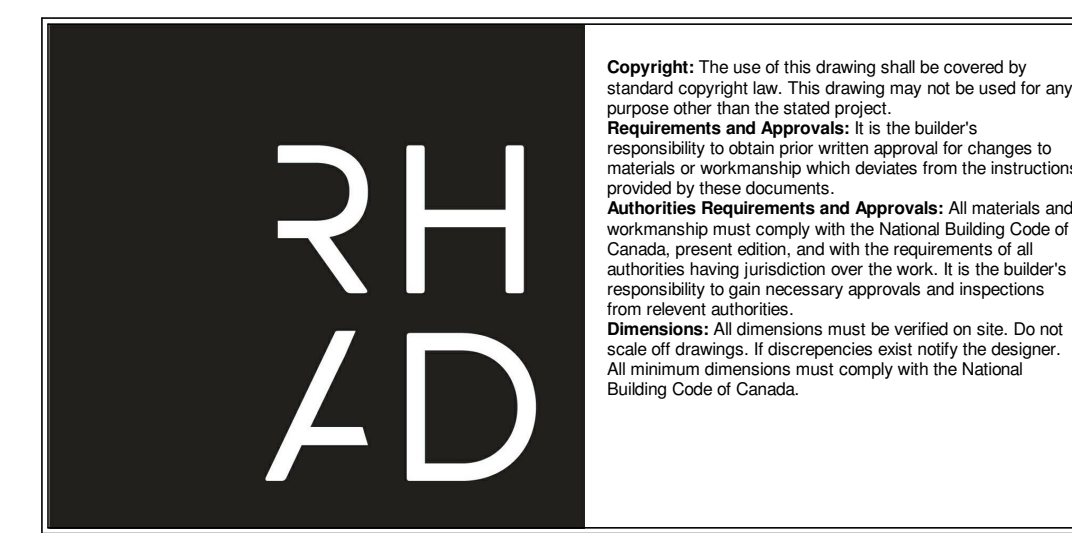 RH
AD
Copyright: The use of this drawing shall be covered by
standard copyright law. This drawing may not be used for any
purpose other than the stated project.
Requirements and Approvals: It is the builder's
responsibility to obtain prior written approval for changes to
materials or workmanship which deviates from the instructions
provided by these documents.
Authorities Requirements and Approvals: All materials and
workmanship must comply with the National Building Code of
Canada, present edition, and with the requirements of all
authorities having jurisdiction over the work. It is the builder's
responsibility to gain necessary approvals and inspections
from relevent authorities.
Dimensions: All dimensions must be verified on site. Do not
scale off drawings. If discrepencies exist notify the designer.
All minimum dimensions must comply with the National
Building Code of Canada.